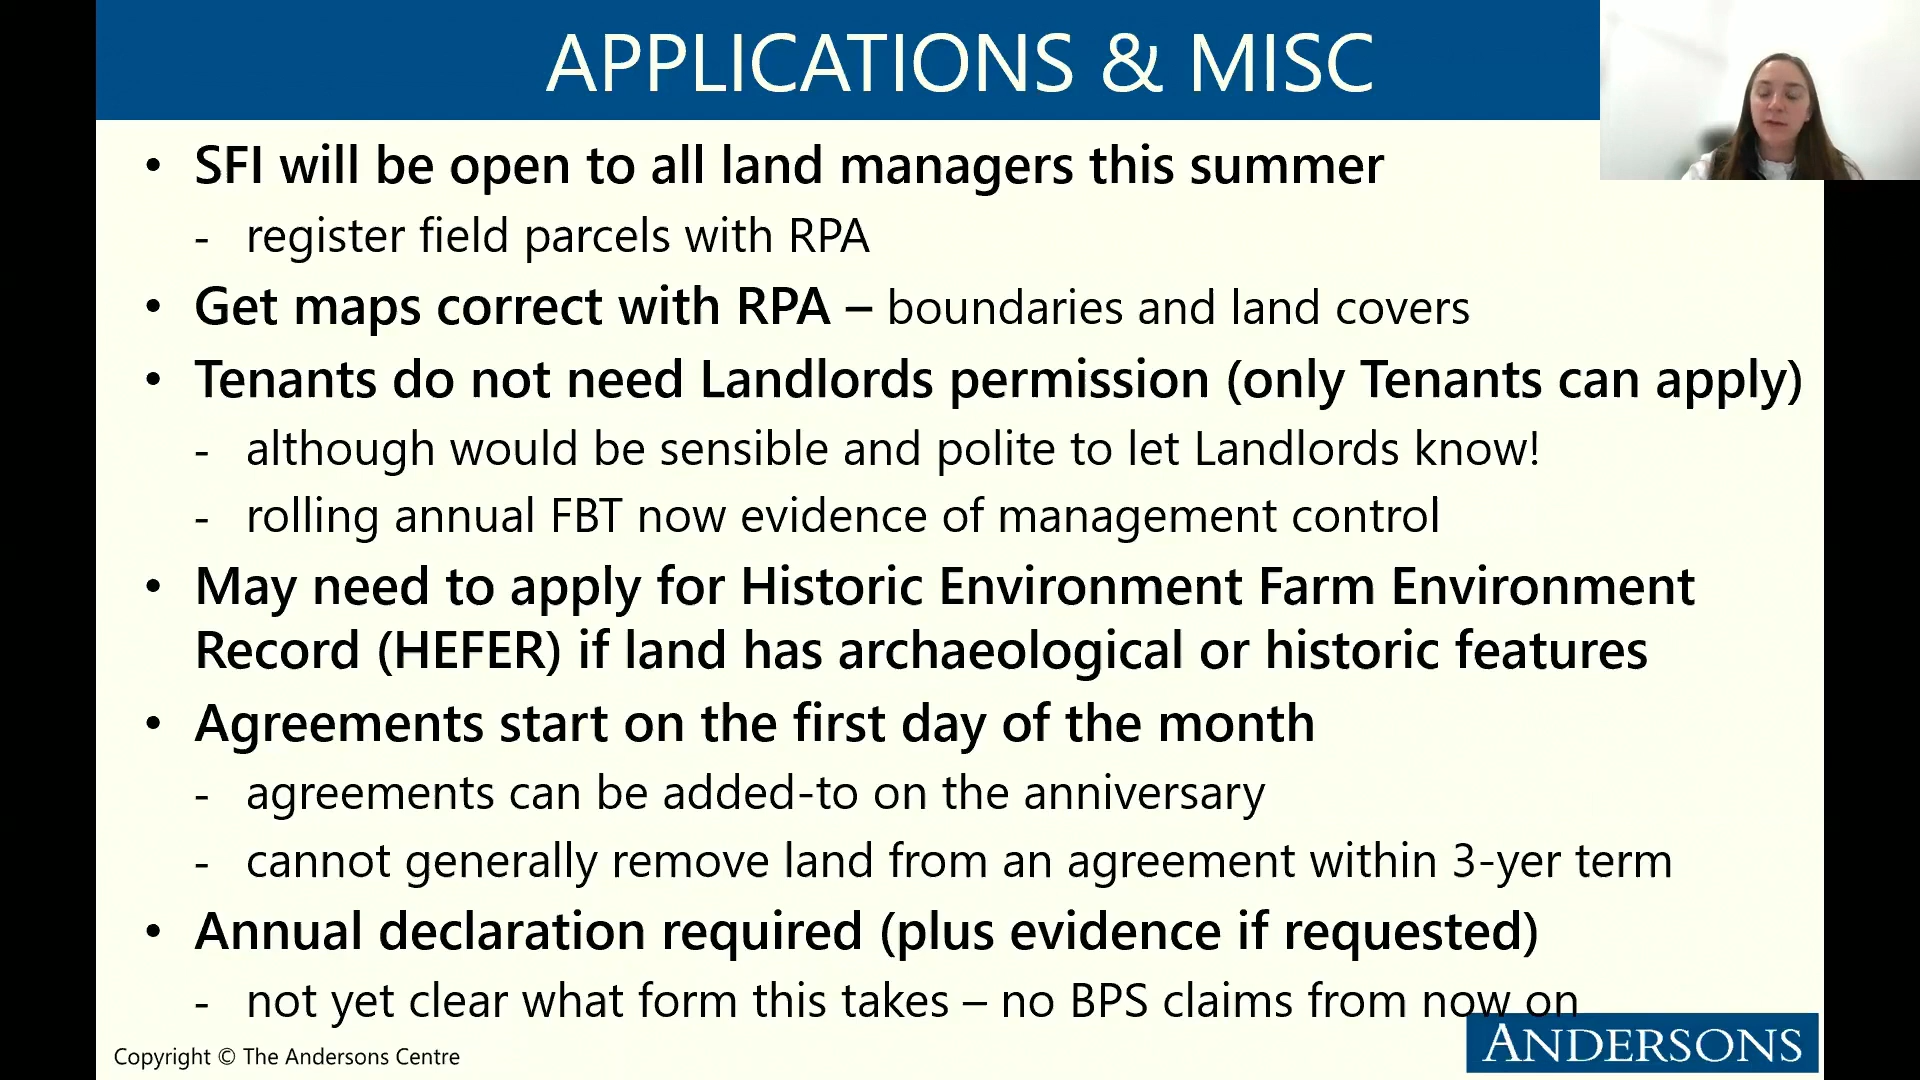 APPLICATIONS & MISC
• SFI will be open to all land managers this summer
- register field parcels with RPA
• Get maps correct with RPA – boundaries and land covers
• Tenants do not need Landlords permission (only Tenants can apply)
- although would be sensible and polite to let Landlords know!
- rolling annual FBT now evidence of management control
• May need to apply for Historic Environment Farm Environment
Record (HEFER) if land has archaeological or historic features
• Agreements start on the first day of the month
- agreements can be added-to on the anniversary
- cannot generally remove land from an agreement within 3-yer term
• Annual declaration required (plus evidence if requested)
- not yet clear what form this takes – no BPS claims from now on
Copyright © The Andersons Centre
ANDERSONS